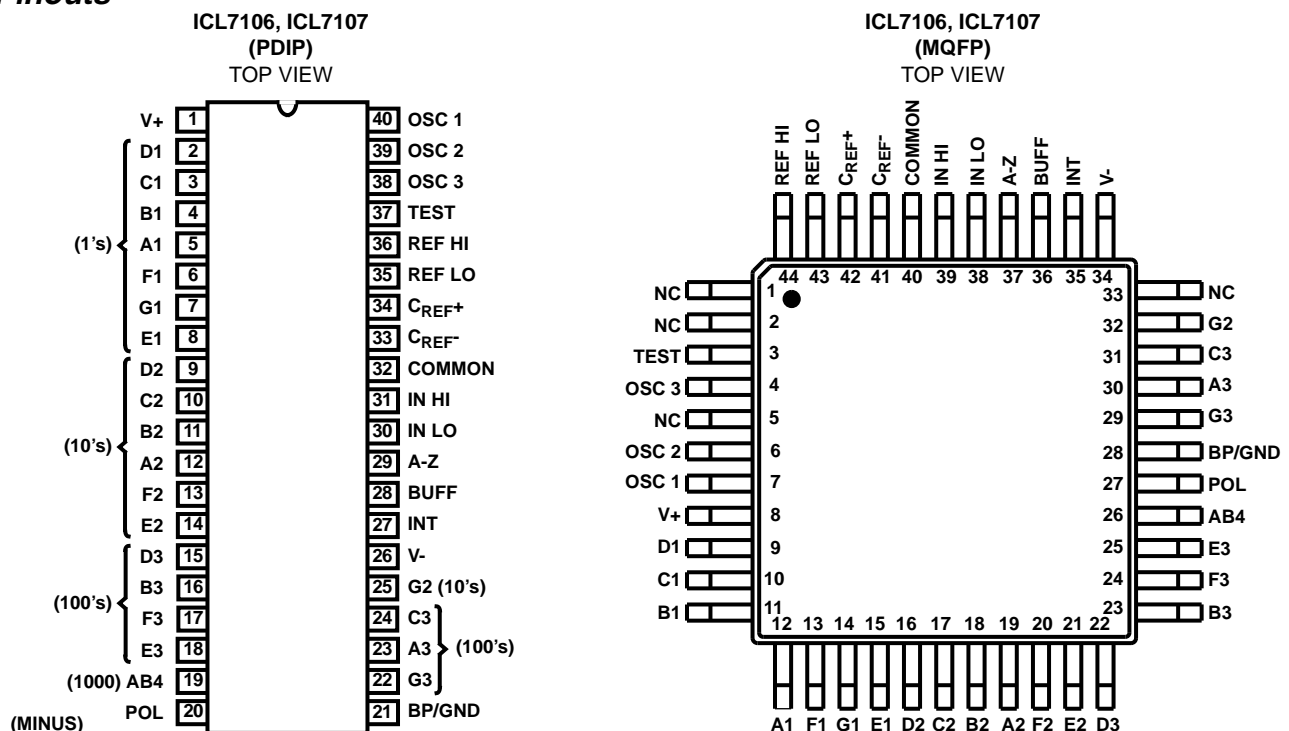 ICL7106, ICL7107
(PDIP)
TOP VIEW
V+ 1 40 OSC 1
D1 2 39 OSC 2
C1 3 38 OSC 3
B1 4 37 TEST
(1's) A1 5 36 REF HI
F1 6 35 REF LO
G1 7 34 CREF+
E1 8 33 CREF-
D2 9 32 COMMON
C2 10 31 IN HI
B2 11 30 IN LO
(10's)
A2 12 29 A-Z
F2 13 28 BUFF
E2 14 27 INT
D3 15 26 V-
B3 16 25 G2 (10's)
(100's)
F3 17 24 C3
E3 18 23 A3 (100's)
(1000) AB4 19 22 G3
POL 20 21 BP/GND
(MINUS)
ICL7106, ICL7107
(MQFP)
TOP VIEW
REF HI
REF LO
CREF+
CREF-
COMMON
IN HI
IN LO
A-Z
BUFF
INT
V-
44 43 42 41 40 39 38 37 36 35 34
NC 1 33 NC
NC 2 32 G2
TEST 3 31 C3
OSC 3 4 30 A3
NC 5 29 G3
OSC 2 6 28 BP/GND
OSC 1 7 27 POL
V+ 8 26 AB4
D1 9 25 E3
C1 10 24 F3
B1 11 23 B3
12 13 14 15 16 17 18 19 20 21 22
A1 F1 G1 E1 D2 C2 B2 A2 F2 E2 D3